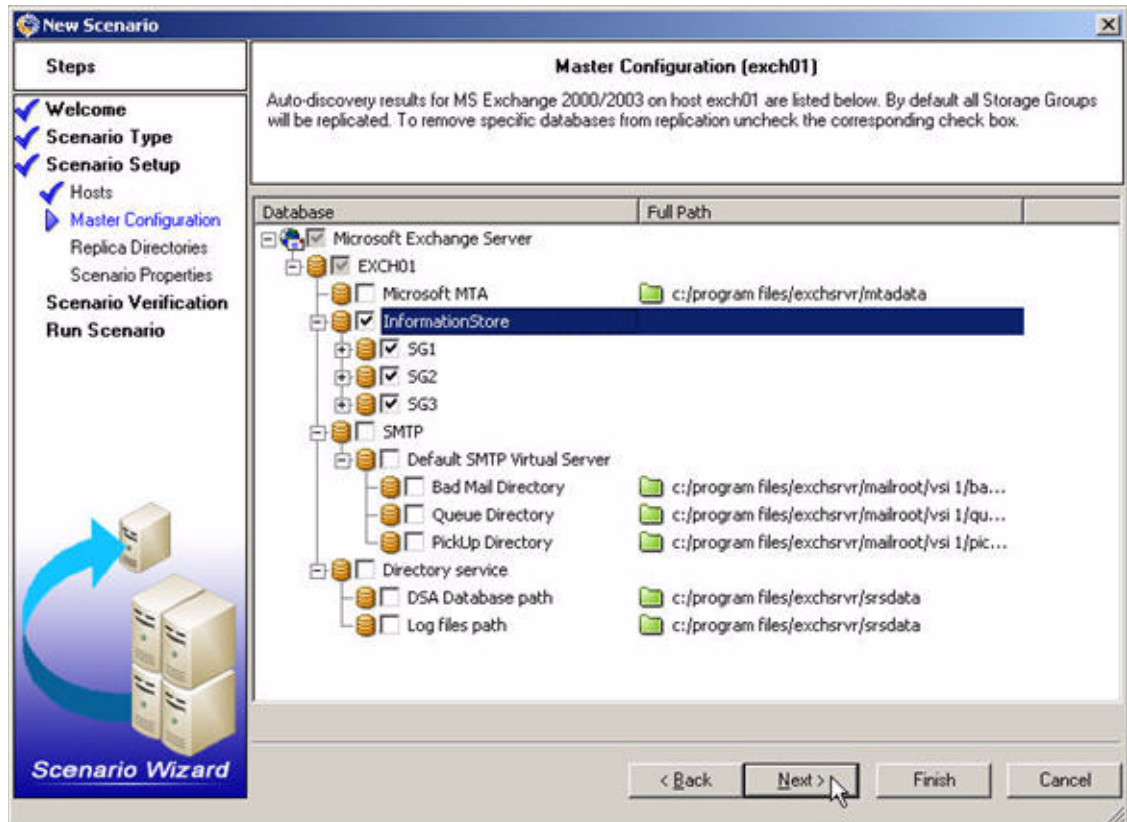 New Scenario
Steps
Welcome
Scenario Type
Scenario Setup
Hosts
Master Configuration
Replica Directories
Scenario Properties
Scenario Verification
Run Scenario
Scenario Wizard
Master Configuration (exch01)
Auto-discovery results for MS Exchange 2000/2003 on host exch01 are listed below. By default all Storage Groups
will be replicated. To remove specific databases from replication uncheck the corresponding check box.
Database Full Path
Microsoft Exchange Server
EXCH01
Microsoft MTA c:/program files/exchsrvr/mtadata
InformationStore
SG1
SG2
SG3
SMTP
Default SMTP Virtual Server
Bad Mail Directory c:/program files/exchsrvr/mailroot/vsi 1/ba...
Queue Directory c:/program files/exchsrvr/mailroot/vsi 1/qu...
PickUp Directory c:/program files/exchsrvr/mailroot/vsi 1/pic...
Directory service
DSA Database path c:/program files/exchsrvr/srsdata
Log files path c:/program files/exchsrvr/srsdata
< Back Next > Finish Cancel